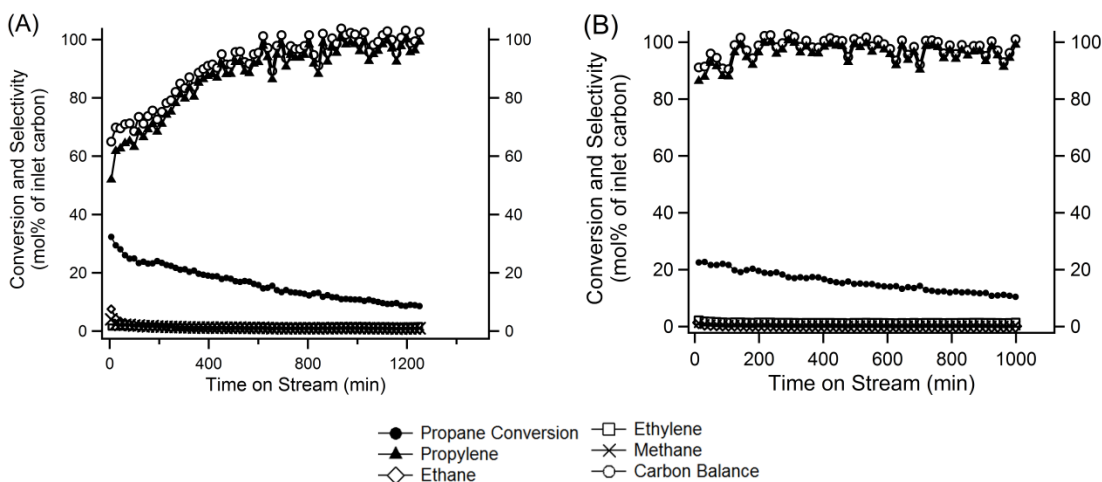 (A)
Conversion and Selectivity
(mol% of inlet carbon)
100
80
60
40
20
0
100
80
60
40
20
0
0
400
800
1200
Time on Stream (min)
(B)
Conversion and Selectivity
(mol% of inlet carbon)
100
80
60
40
20
0
100
80
60
40
20
0
0
200
400
600
800
1000
Time on Stream (min)
Propane Conversion
Propylene
Ethane
Ethylene
Methane
Carbon Balance